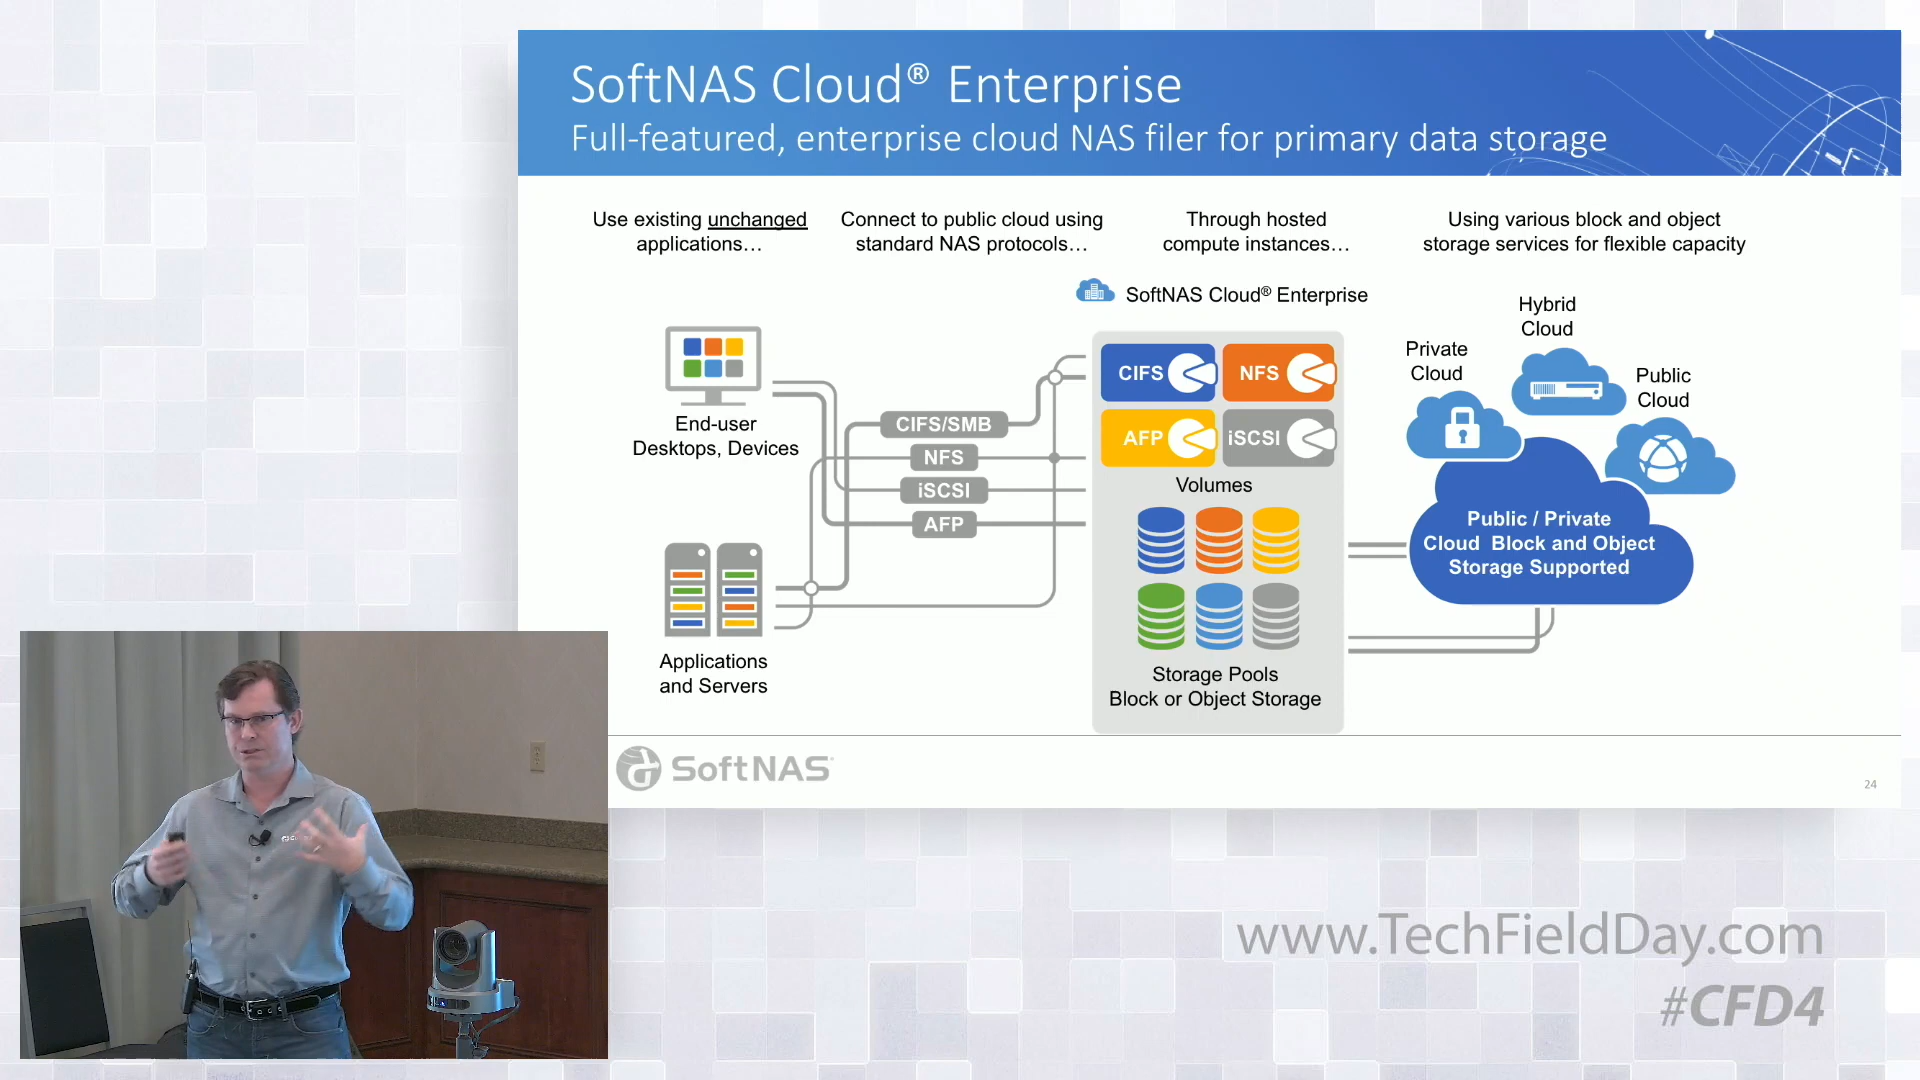 SoftNAS Cloud® Enterprise
Full-featured, enterprise cloud NAS filer for primary data storage
Use existing unchanged
applications…
Connect to public cloud using
standard NAS protocols…
Through hosted
compute instances…
Using various block and object
storage services for flexible capacity
SoftNAS Cloud® Enterprise
Hybrid
Cloud
Private
Cloud
Public
Cloud
CIFS
NFS
AFP
iSCSI
End-user
Desktops, Devices
CIFS/SMB
NFS
iSCSI
AFP
Volumes
Public / Private
Cloud Block and Object
Storage Supported
Applications
and Servers
Storage Pools
Block or Object Storage
SoftNAS
24
www.TechFieldDay.com
#CFD4